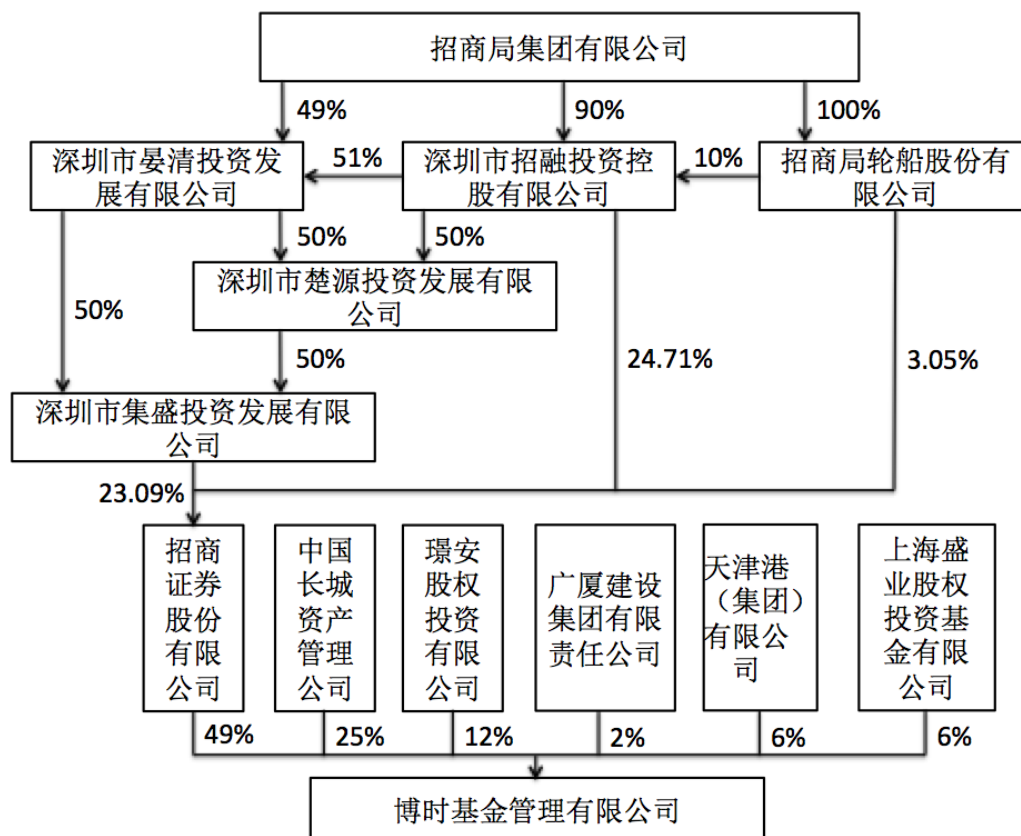 招商局集团有限公司
49%
90%
100%
深圳市晏清投资发
展有限公司
51%
深圳市招融投资控
股有限公司
10%
招商局轮船股份有
限公司
50%
50%
深圳市楚源投资发展有限
公司
50%
50%
24.71%
3.05%
深圳市集盛投资发展有限
公司
23.09%
招商
证券
股份
有限
公司
中国
长城
资产
管理
公司
璟安
股权
投资
有限
公司
广厦建设
集团有限
责任公司
天津港
（集团）
有限公
司
上海盛
业股权
投资基
金有限
公司
49%
25%
12%
2%
6%
6%
博时基金管理有限公司